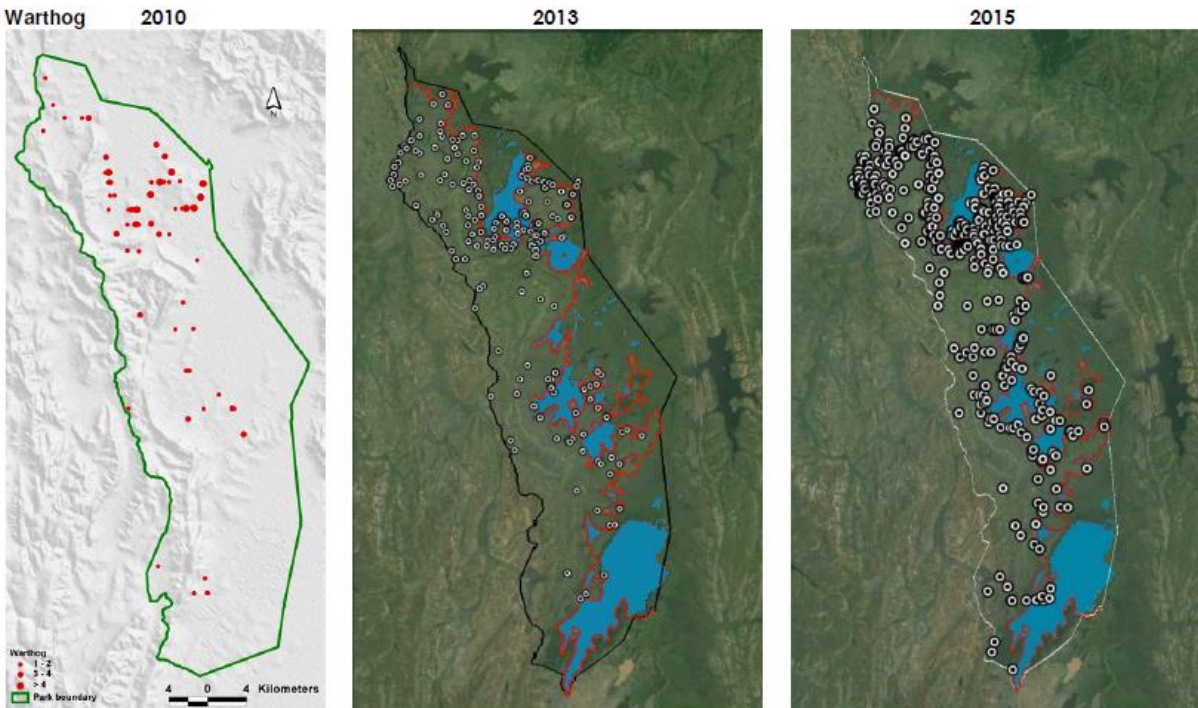 Warthog 2010 2013 2015
N
Warthog
1 - 2
3 - 4
> 4
Park boundary
4 0 4 Kilometers